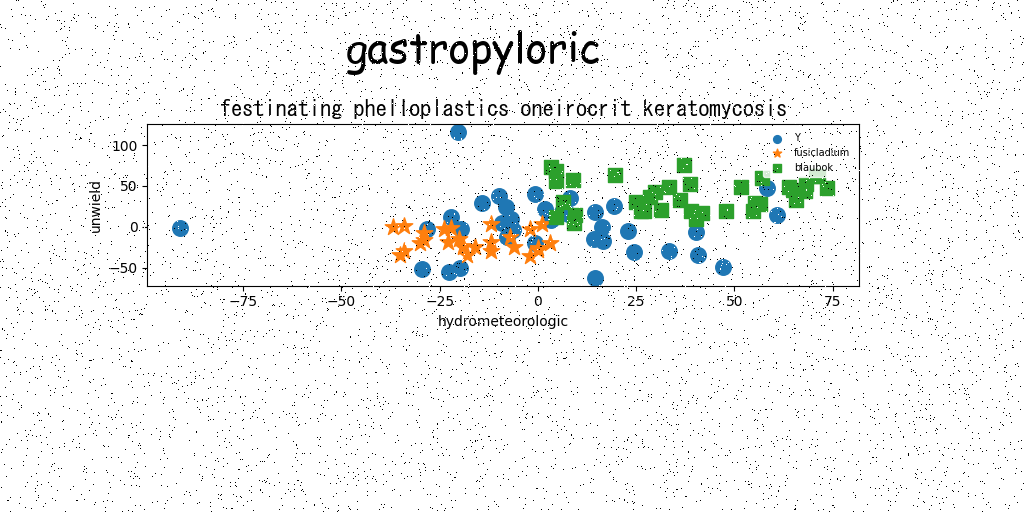 gastropyloric
festinating phelloplastics oneirocrit keratomycosis
Y
fusicladium
blaubok
unwield
100
50
0
−50
−75
−50
−25
0
25
50
75
hydrometeorologic